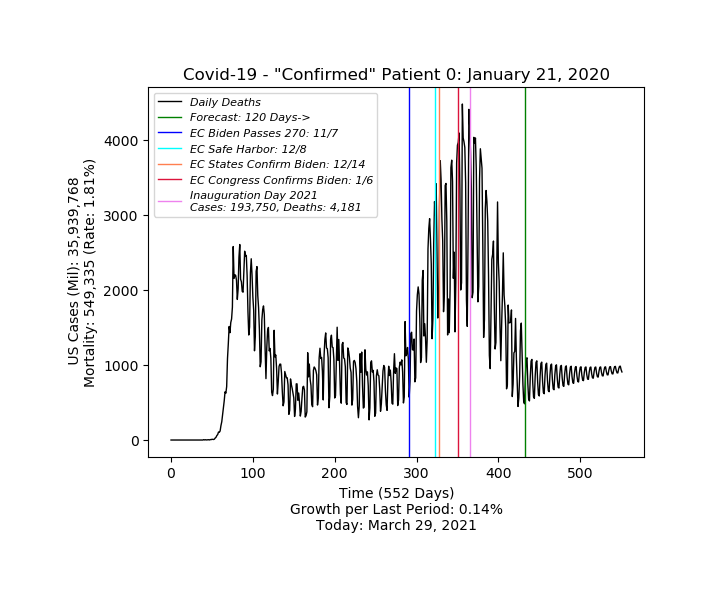 Covid-19 - "Confirmed" Patient 0: January 21, 2020
Daily Deaths
Forecast: 120 Days->
EC Biden Passes 270: 11/7
EC Safe Harbor: 12/8
EC States Confirm Biden: 12/14
EC Congress Confirms Biden: 1/6
Inauguration Day 2021
Cases: 193,750, Deaths: 4,181
US Cases (Mil): 35,939,768
Mortality: 549,335 (Rate: 1.81%)
4000
3000
2000
1000
0
0 100 200 300 400 500
Time (552 Days)
Growth per Last Period: 0.14%
Today: March 29, 2021